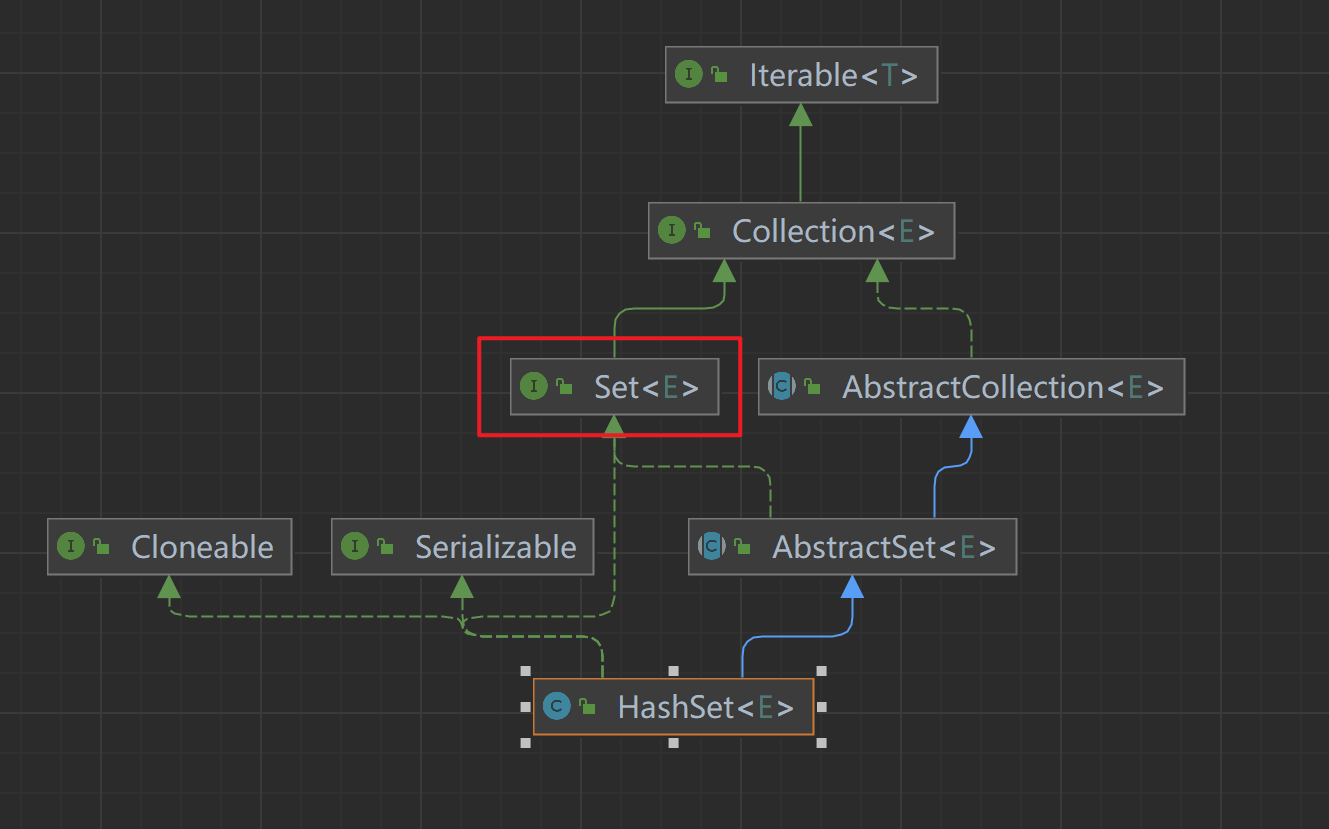 Iterable<T>
Collection<E>
Set<E>
AbstractCollection<E>
Cloneable
Serializable
AbstractSet<E>
HashSet<E>